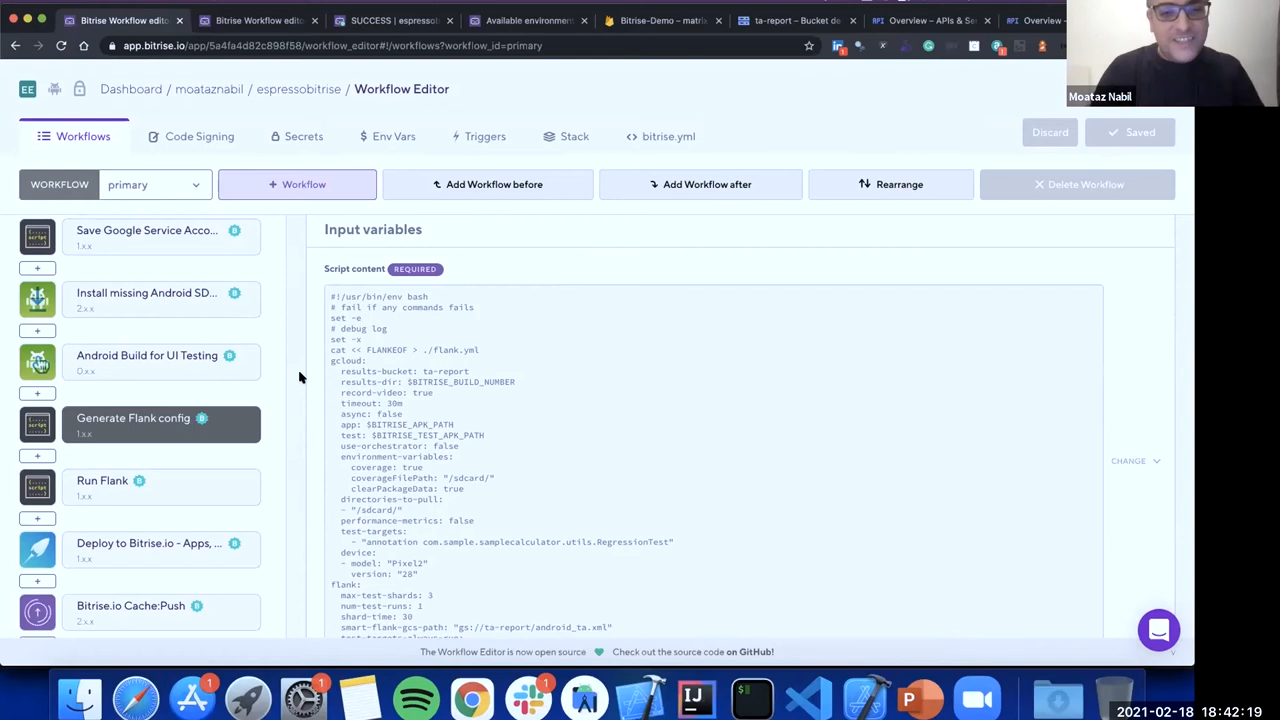 Bitrise Workflow editor
Bitrise Workflow editor
SUCCESS | espressob
Available environment
Bitrise-Demo – matrix
ta-report – Bucket de
API Overview – APIs & Se
API Overview –
app.bitrise.io/app/5a4fa4d82c898f58/workflow_editor#!/workflows?workflow_id=primary
Moataz Nabil
EE
Dashboard / moataznabil / espressobitrise / Workflow Editor
Workflows
Code Signing
Secrets
$ Env Vars
Triggers
Stack
<> bitrise.yml
Discard
Saved
WORKFLOW
primary
+ Workflow
Add Workflow before
Add Workflow after
Rearrange
Delete Workflow
Save Google Service Acco...
1.x.x
+
Install missing Android SD...
2.x.x
+
Android Build for UI Testing
0.x.x
+
Generate Flank config
1.x.x
+
Run Flank
1.x.x
+
Deploy to Bitrise.io - Apps, ...
1.x.x
+
Bitrise.io Cache:Push
2.x.x
Input variables
Script content REQUIRED
#!/usr/bin/env bash
# fail if any commands fails
set -e
# debug log
set -x
cat << FLANKEOF > ./flank.yml
gcloud:
results-bucket: ta-report
results-dir: $BITRISE_BUILD_NUMBER
record-video: true
timeout: 30m
async: false
app: $BITRISE_APK_PATH
test: $BITRISE_TEST_APK_PATH
use-orchestrator: false
environment-variables:
coverage: true
coverageFilePath: "/sdcard/"
clearPackageData: true
directories-to-pull:
- "/sdcard/"
performance-metrics: false
test-targets:
- "annotation com.sample.samplecalculator.utils.RegressionTest"
device:
- model: "Pixel2"
version: "28"
flank:
max-test-shards: 3
num-test-runs: 1
shard-time: 30
smart-flank-gcs-path: "gs://ta-report/android_ta.xml"
CHANGE
The Workflow Editor is now open source
Check out the source code on GitHub!
2021-02-18 18:42:19